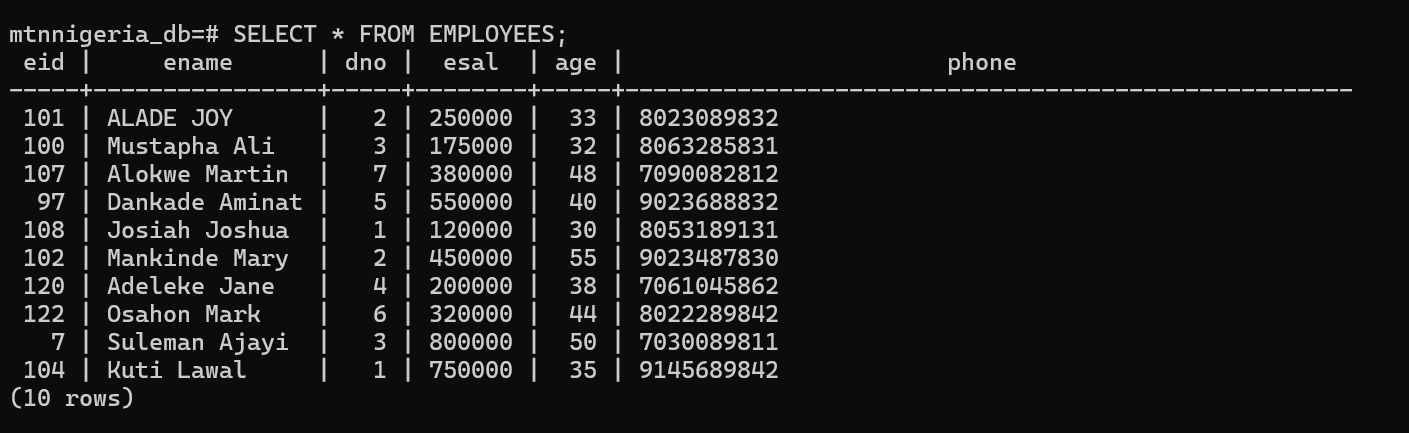 mtnnigeria_db=# SELECT * FROM EMPLOYEES;
 eid |     ename      | dno |  esal  | age |                       phone
-----+----------------+-----+--------+-----+----------------------------------------------------
 101 | ALADE JOY      |   2 | 250000 |  33 | 8023089832
 100 | Mustapha Ali   |   3 | 175000 |  32 | 8063285831
 107 | Alokwe Martin  |   7 | 380000 |  48 | 7090082812
  97 | Dankade Aminat |   5 | 550000 |  40 | 9023688832
 108 | Josiah Joshua  |   1 | 120000 |  30 | 8053189131
 102 | Mankinde Mary  |   2 | 450000 |  55 | 9023487830
 120 | Adeleke Jane   |   4 | 200000 |  38 | 7061045862
 122 | Osahon Mark    |   6 | 320000 |  44 | 8022289842
   7 | Suleman Ajayi  |   3 | 800000 |  50 | 7030089811
 104 | Kuti Lawal     |   1 | 750000 |  35 | 9145689842
(10 rows)